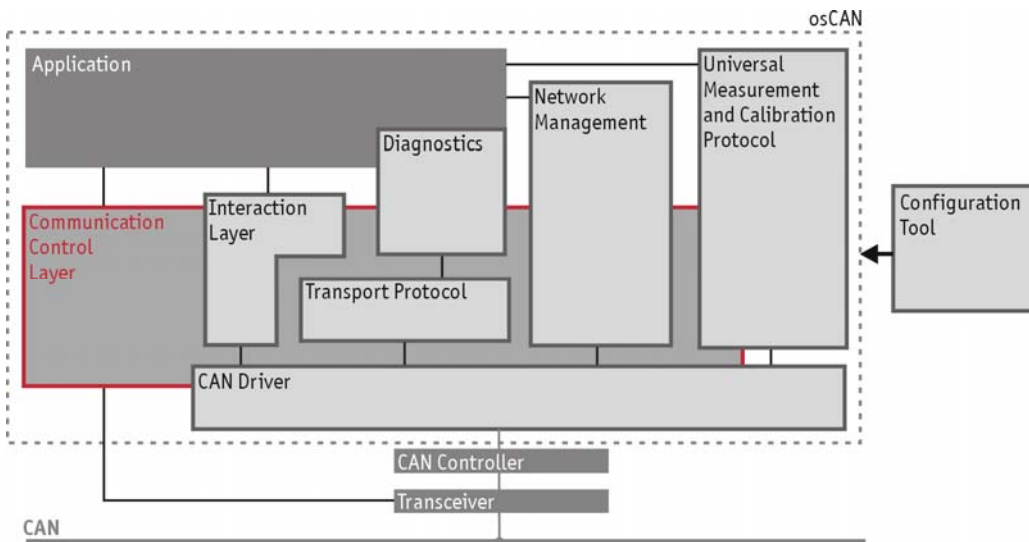 osCAN
Application
Universal
Measurement
and Calibration
Protocol
Network
Management
Diagnostics
Configuration
Tool
Interaction
Layer
Communication
Control
Layer
Transport Protocol
CAN Driver
CAN Controller
Transceiver
CAN